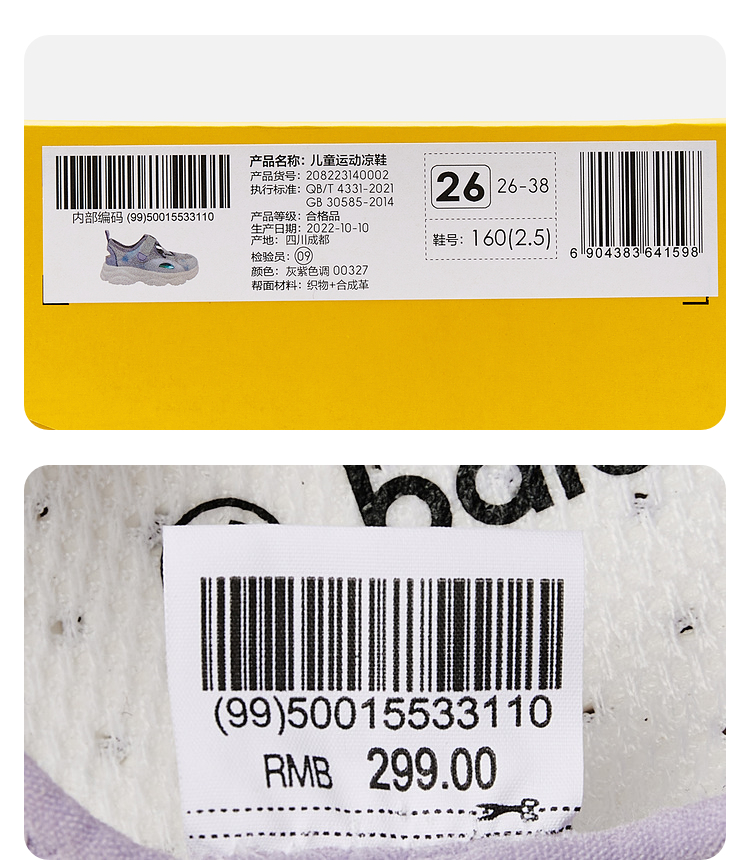 内部编码 (99)50015533110
产品名称: 儿童运动凉鞋
产品货号: 208223140002
执行标准: QB/T 4331-2021
GB 30585-2014
产品等级: 合格品
生产日期: 2022-10-10
产地: 四川成都
检验员: 09
颜色: 灰紫色调 00327
帮面材料: 织物+合成革
26 26-38
鞋号: 160(2.5)
6 904383 641598
bala
(99)50015533110
RMB 299.00